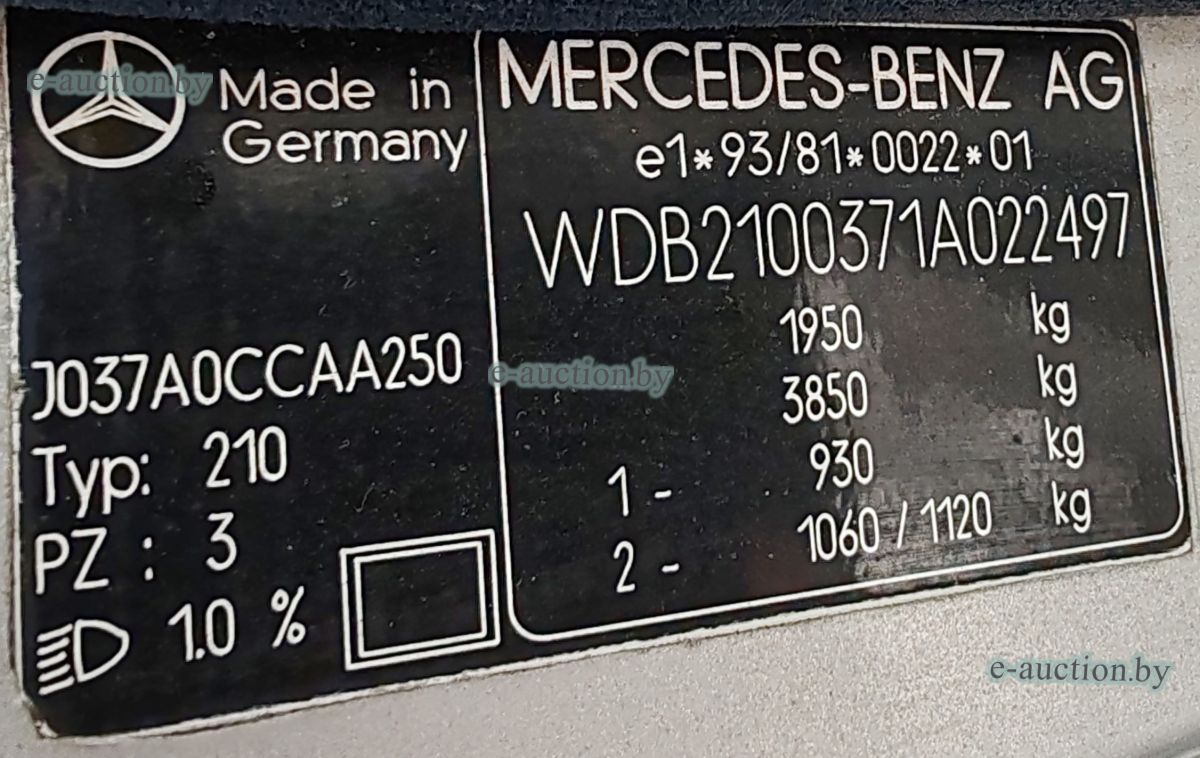 Made in
Germany
J037A0CCAA250
Typ: 210
PZ : 3
1.0 %
MERCEDES-BENZ AG
e1*93/81*0022*01
WDB2100371A022497
1950 kg
3850 kg
1 - 930 kg
2 - 1060 / 1120 kg
e-auction.by
e-auction.by
e-auction.by